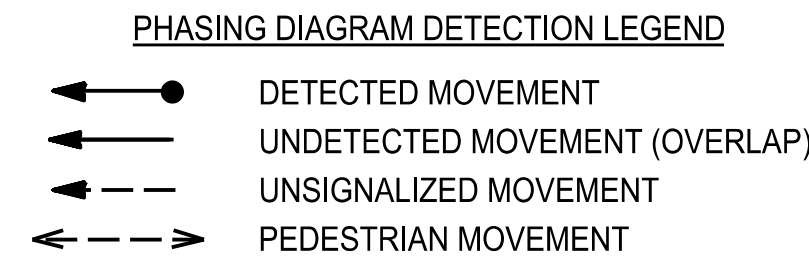 PHASING DIAGRAM DETECTION LEGEND
DETECTED MOVEMENT
UNDETECTED MOVEMENT (OVERLAP)
UNSIGNALIZED MOVEMENT
PEDESTRIAN MOVEMENT